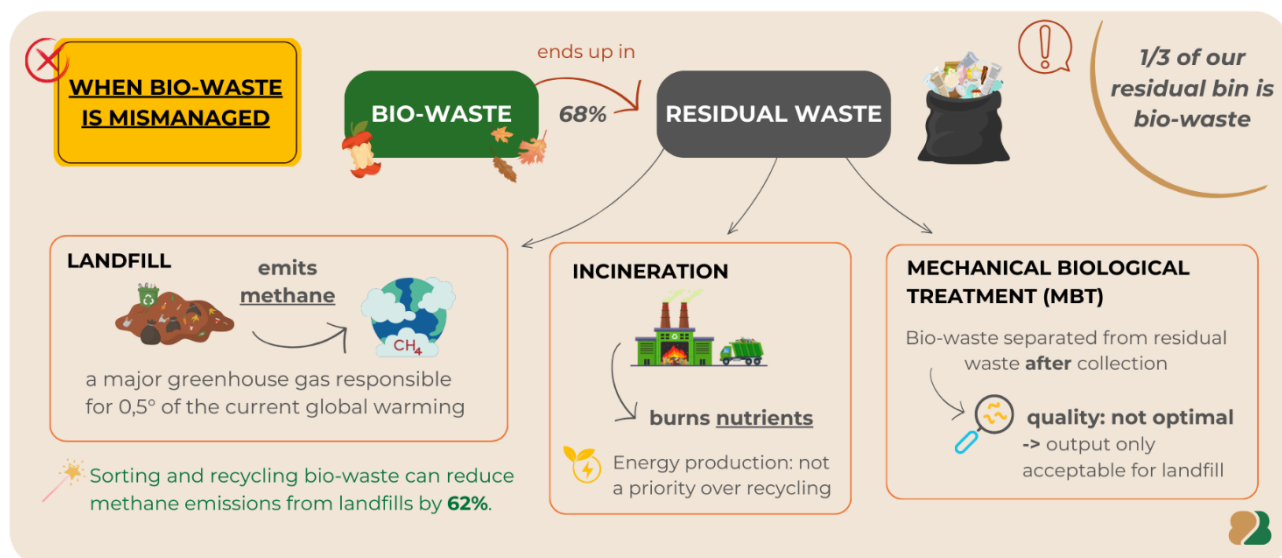 WHEN BIO-WASTE
IS MISMANAGED
BIO-WASTE
ends up in
68%
RESIDUAL WASTE
1/3 of our
residual bin is
bio-waste
LANDFILL
emits
methane
CH4
a major greenhouse gas responsible
for 0,5° of the current global warming
Sorting and recycling bio-waste can reduce
methane emissions from landfills by 62%.
INCINERATION
burns nutrients
Energy production: not
a priority over recycling
MECHANICAL BIOLOGICAL
TREATMENT (MBT)
Bio-waste separated from residual
waste after collection
quality: not optimal
-> output only
acceptable for landfill